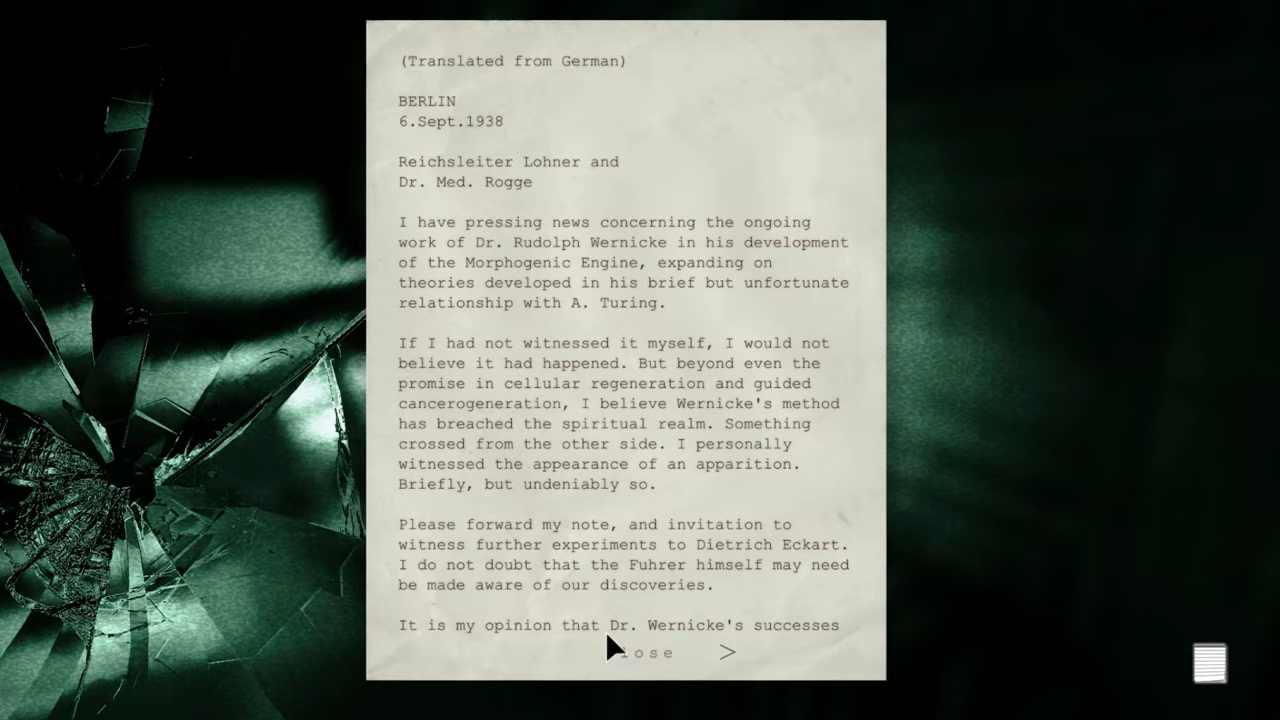 (Translated from German)
BERLIN
6.Sept.1938
Reichsleiter Lohner and
Dr. Med. Rogge
I have pressing news concerning the ongoing
work of Dr. Rudolph Wernicke in his development
of the Morphogenic Engine, expanding on
theories developed in his brief but unfortunate
relationship with A. Turing.
If I had not witnessed it myself, I would not
believe it had happened. But beyond even the
promise in cellular regeneration and guided
cancerogeneration, I believe Wernicke's method
has breached the spiritual realm. Something
crossed from the other side. I personally
witnessed the appearance of an apparition.
Briefly, but undeniably so.
Please forward my note, and invitation to
witness further experiments to Dietrich Eckart.
I do not doubt that the Fuhrer himself may need
be made aware of our discoveries.
It is my opinion that Dr. Wernicke's successes
lose >